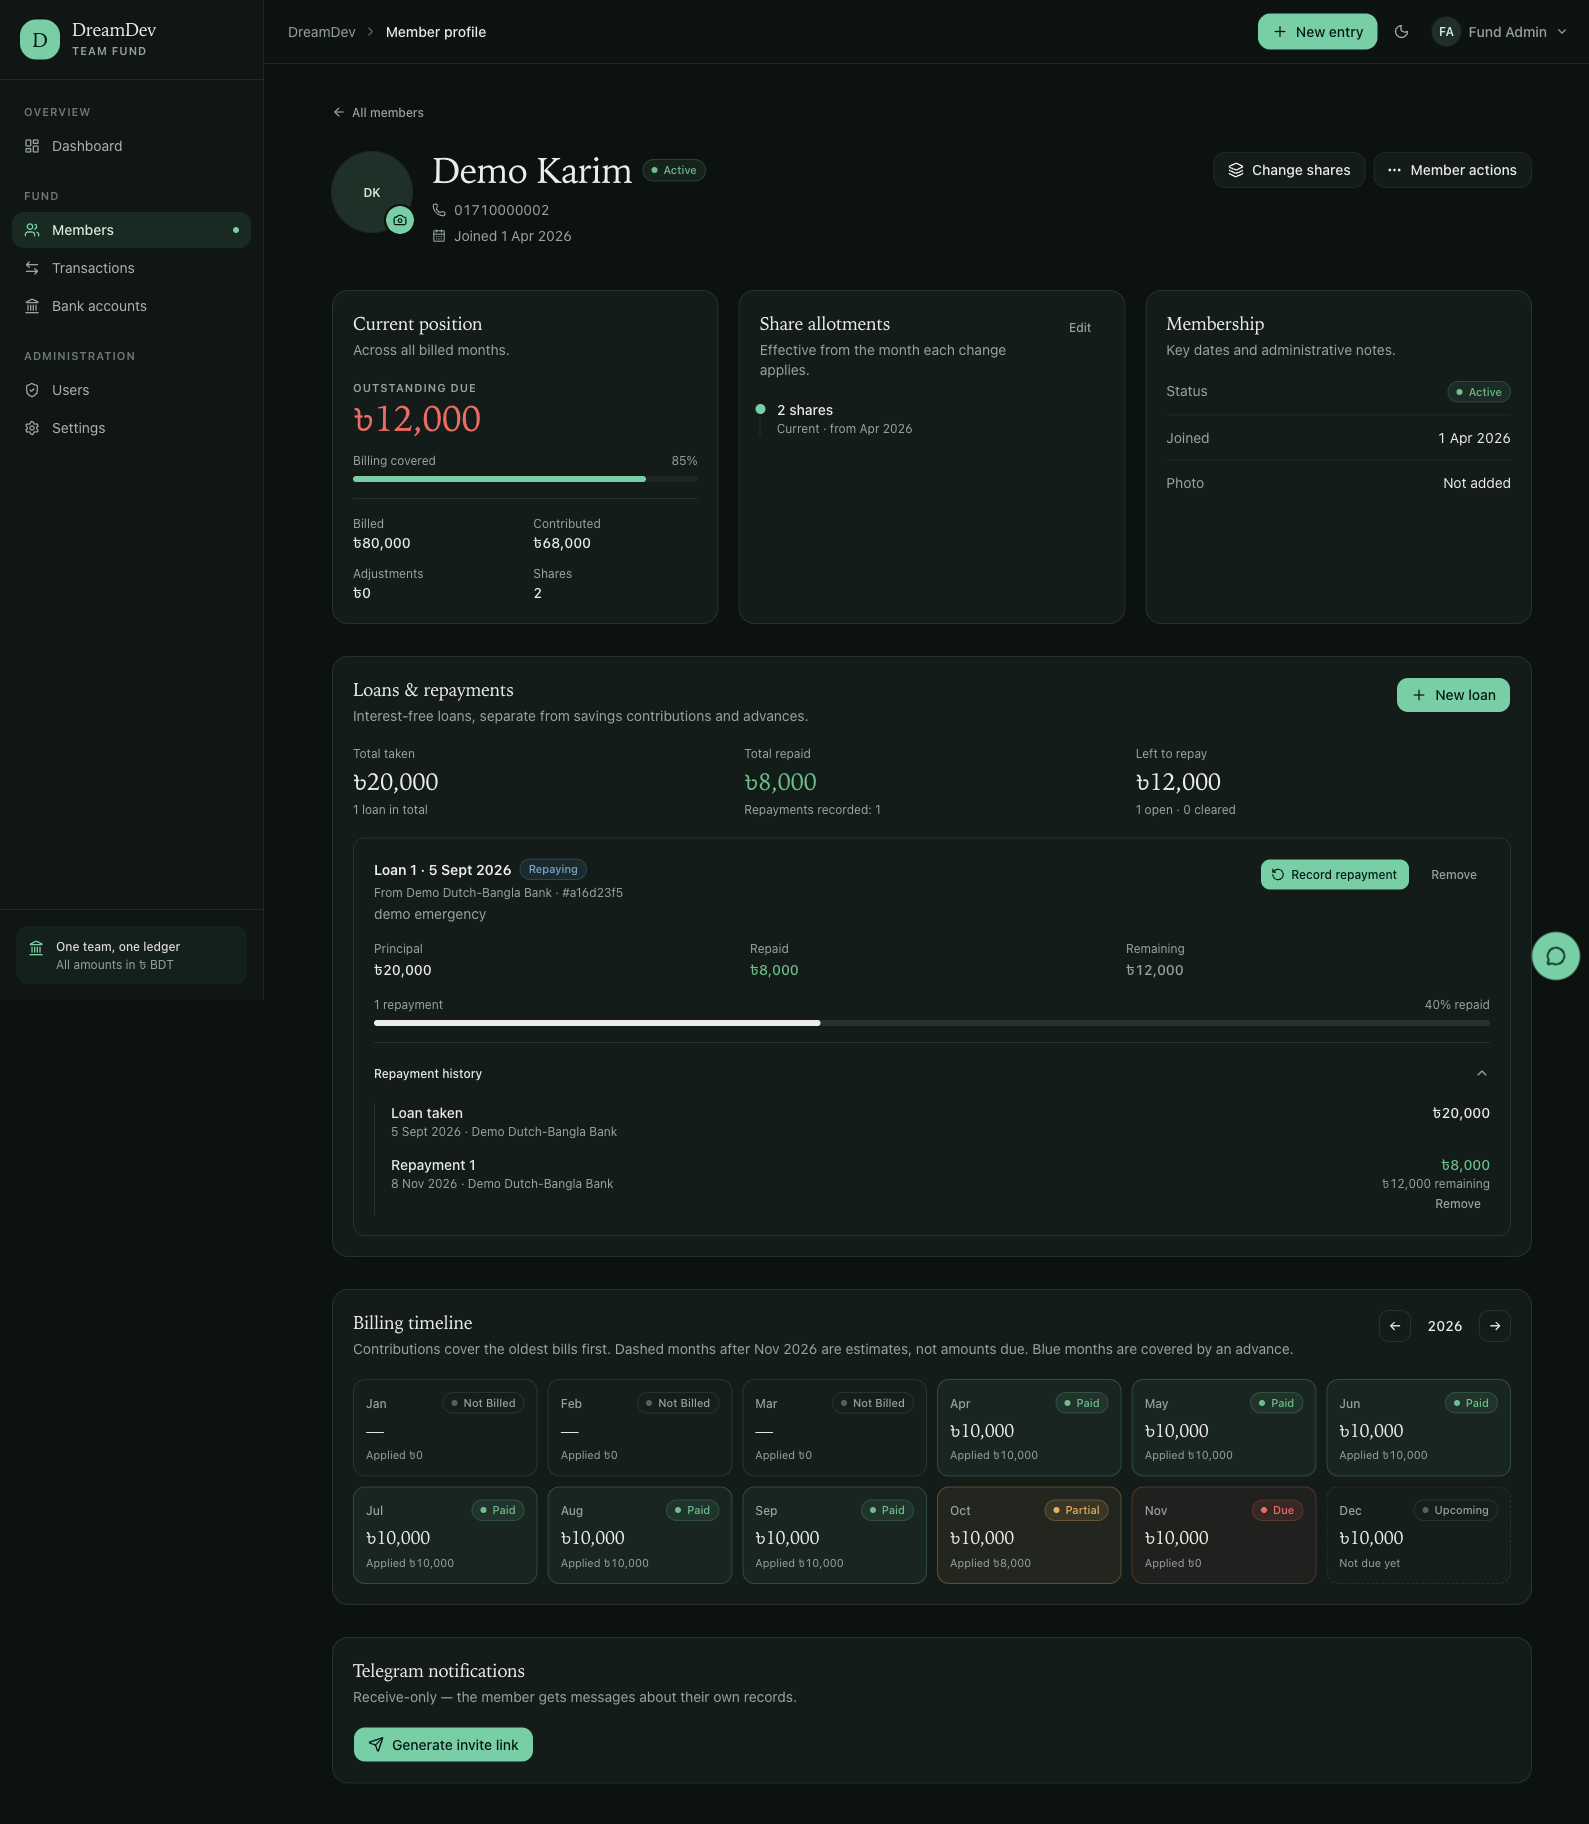 D
DreamDev
TEAM FUND
OVERVIEW
Dashboard
FUND
Members
Transactions
Bank accounts
ADMINISTRATION
Users
Settings
One team, one ledger
All amounts in ৳ BDT
DreamDev > Member profile
+ New entry
FA Fund Admin
← All members
DK
Demo Karim
Active
01710000002
Joined 1 Apr 2026
Change shares
Member actions
Current position
Across all billed months.
OUTSTANDING DUE
৳12,000
Billing covered 85%
Billed Contributed
৳80,000 ৳68,000
Adjustments Shares
৳0 2
Share allotments
Edit
Effective from the month each change
applies.
2 shares
Current · from Apr 2026
Membership
Key dates and administrative notes.
Status Active
Joined 1 Apr 2026
Photo Not added
Loans & repayments
Interest-free loans, separate from savings contributions and advances.
+ New loan
Total taken Total repaid Left to repay
৳20,000 ৳8,000 ৳12,000
1 loan in total Repayments recorded: 1 1 open · 0 cleared
Loan 1 · 5 Sept 2026 Repaying
From Demo Dutch-Bangla Bank · #a16d23f5
demo emergency
Record repayment Remove
Principal Repaid Remaining
৳20,000 ৳8,000 ৳12,000
1 repayment 40% repaid
Repayment history
Loan taken ৳20,000
5 Sept 2026 · Demo Dutch-Bangla Bank
Repayment 1 ৳8,000
8 Nov 2026 · Demo Dutch-Bangla Bank ৳12,000 remaining
Remove
Billing timeline
← 2026 →
Contributions cover the oldest bills first. Dashed months after Nov 2026 are estimates, not amounts due. Blue months are covered by an advance.
Jan Not Billed
—
Applied ৳0
Feb Not Billed
—
Applied ৳0
Mar Not Billed
—
Applied ৳0
Apr Paid
৳10,000
Applied ৳10,000
May Paid
৳10,000
Applied ৳10,000
Jun Paid
৳10,000
Applied ৳10,000
Jul Paid
৳10,000
Applied ৳10,000
Aug Paid
৳10,000
Applied ৳10,000
Sep Paid
৳10,000
Applied ৳10,000
Oct Partial
৳10,000
Applied ৳8,000
Nov Due
৳10,000
Applied ৳0
Dec Upcoming
৳10,000
Not due yet
Telegram notifications
Receive-only — the member gets messages about their own records.
Generate invite link